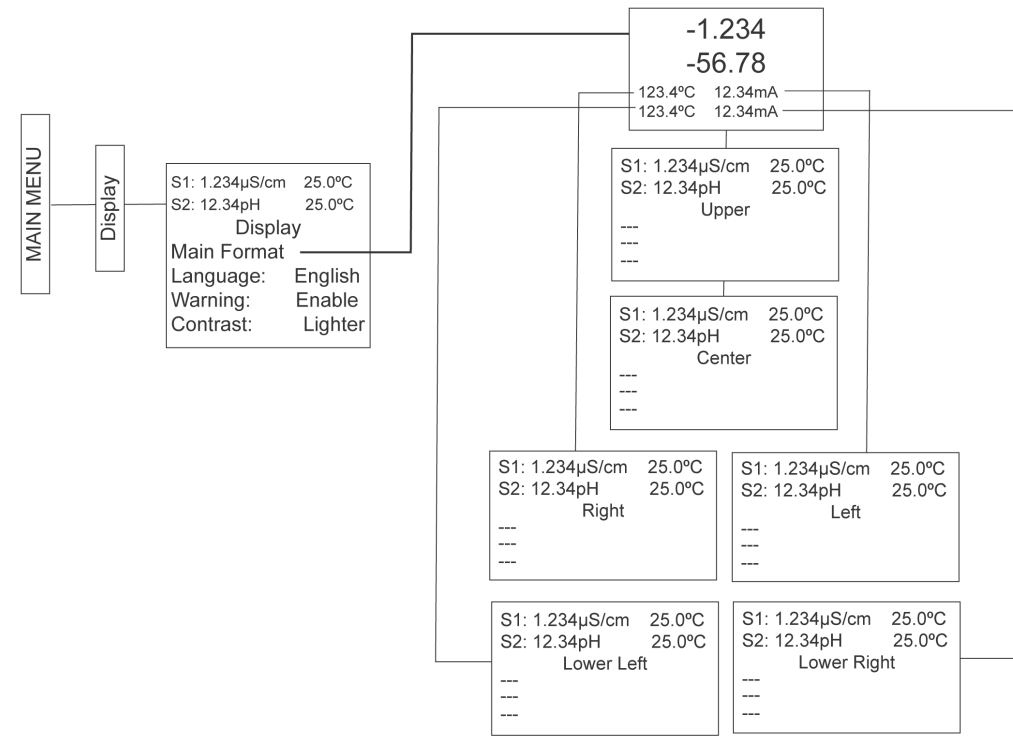 MAIN MENU
Display
S1: 1.234µS/cm 25.0ºC
S2: 12.34pH 25.0ºC
Display
Main Format
Language: English
Warning: Enable
Contrast: Lighter
-1.234
-56.78
123.4ºC 12.34mA
123.4ºC 12.34mA
S1: 1.234µS/cm 25.0ºC
S2: 12.34pH 25.0ºC
Upper
---
---
---
S1: 1.234µS/cm 25.0ºC
S2: 12.34pH 25.0ºC
Center
---
---
---
S1: 1.234µS/cm 25.0ºC
S2: 12.34pH 25.0ºC
Right
---
---
---
S1: 1.234µS/cm 25.0ºC
S2: 12.34pH 25.0ºC
Left
---
---
---
S1: 1.234µS/cm 25.0ºC
S2: 12.34pH 25.0ºC
Lower Left
---
---
---
S1: 1.234µS/cm 25.0ºC
S2: 12.34pH 25.0ºC
Lower Right
---
---
---